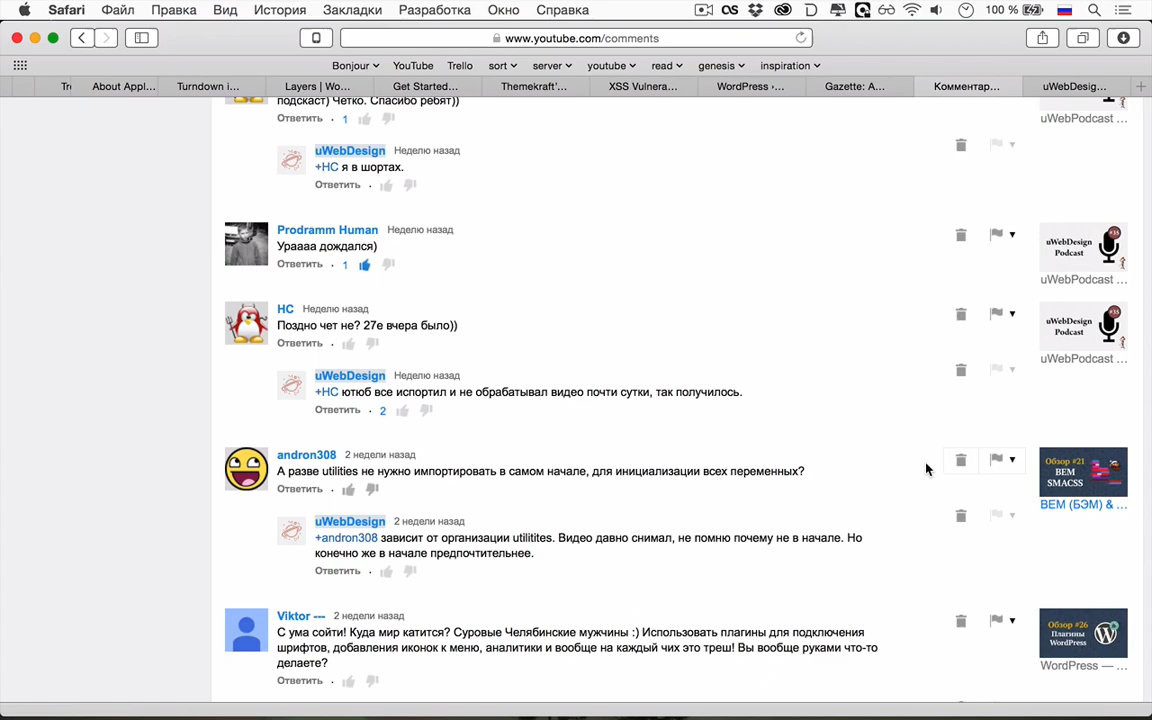 Safari Файл Правка Вид История Закладки Разработка Окно Справка 100 %
www.youtube.com/comments
Bonjour YouTube Trello sort server youtube read genesis inspiration
Tr About Appl... Turndown i... Layers | Wo... Get Started... Themekraft'... XSS Vulnera... WordPress ›... Gazette: A... Комментар... uWebDesig...
подскаст) Четко. Спасибо ребят))
uWebPodcast ...
Ответить · 1
uWebDesign Неделю назад
+HC я в шортах.
Ответить ·
Prodramm Human Неделю назад
Ураааа дождался)
Ответить · 1
#35
uWebDesign
Podcast
uWebPodcast ...
HC Неделю назад
Поздно чет не? 27е вчера было))
Ответить ·
#35
uWebDesign
Podcast
uWebPodcast ...
uWebDesign Неделю назад
+HC ютюб все испортил и не обрабатывал видео почти сутки, так получилось.
Ответить · 2
andron308 2 недели назад
А разве utilities не нужно импортировать в самом начале, для инициализации всех переменных?
Ответить ·
Обзор #21
BEM
SMACSS
BEM (БЭМ) & ...
uWebDesign 2 недели назад
+andron308 зависит от организации utilitites. Видео давно снимал, не помню почему не в начале. Но
конечно же в начале предпочтительнее.
Ответить ·
Viktor --- 2 недели назад
С ума сойти! Куда мир катится? Суровые Челябинские мужчины :) Использовать плагины для подключения
шрифтов, добавления иконок к меню, аналитики и вообще на каждый чих это треш! Вы вообще руками что-то
делаете?
Ответить ·
Обзор #26
Плагины
WordPress
WordPress — ...